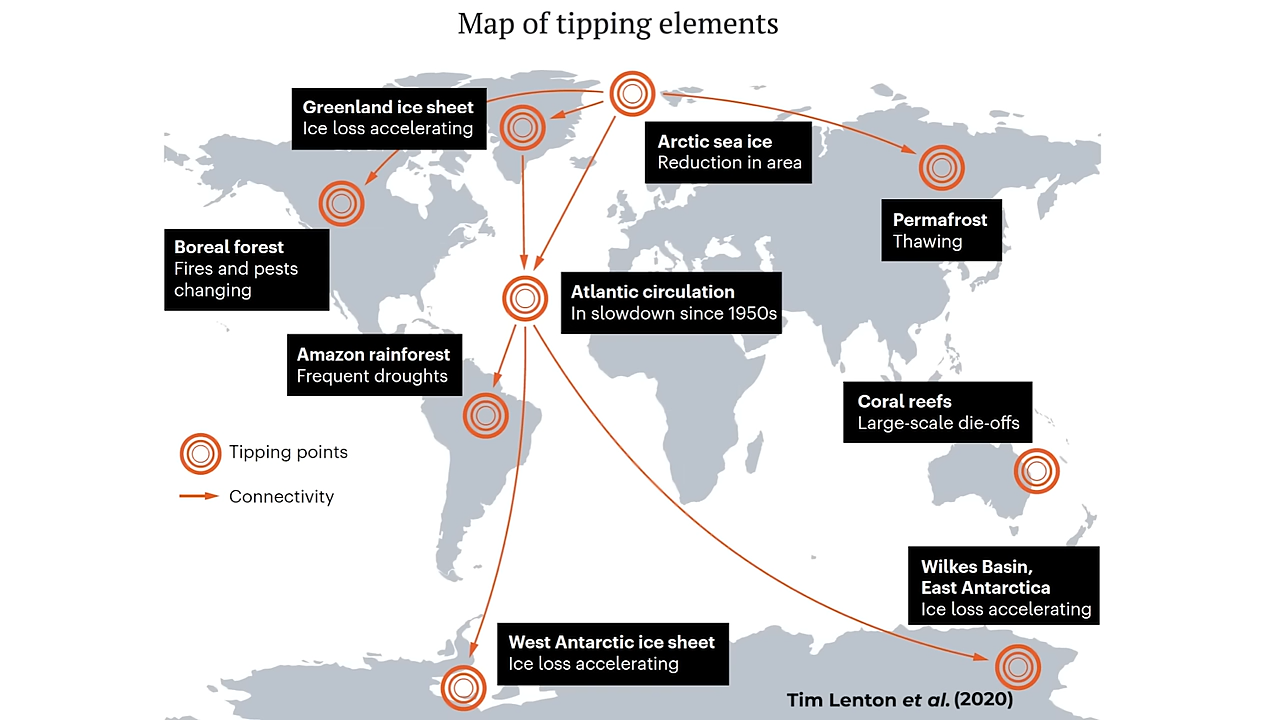 Map of tipping elements
Greenland ice sheet
Ice loss accelerating
Arctic sea ice
Reduction in area
Permafrost
Thawing
Boreal forest
Fires and pests
changing
Atlantic circulation
In slowdown since 1950s
Amazon rainforest
Frequent droughts
Coral reefs
Large-scale die-offs
Tipping points
Connectivity
Wilkes Basin,
East Antarctica
Ice loss accelerating
West Antarctic ice sheet
Ice loss accelerating
Tim Lenton et al. (2020)